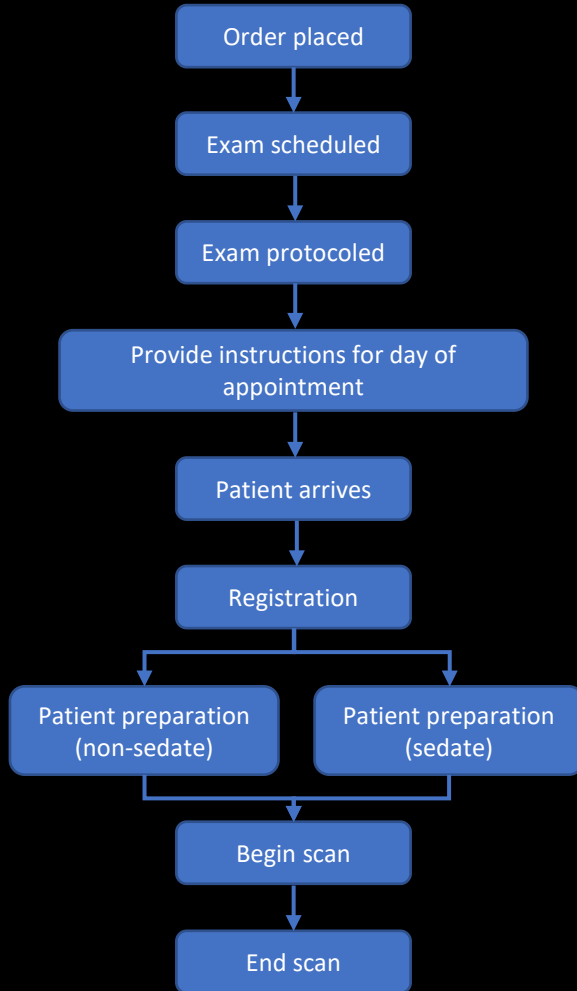 Order placed
Exam scheduled
Exam protocoled
Provide instructions for day of
appointment
Patient arrives
Registration
Patient preparation
(non-sedate)
Patient preparation
(sedate)
Begin scan
End scan